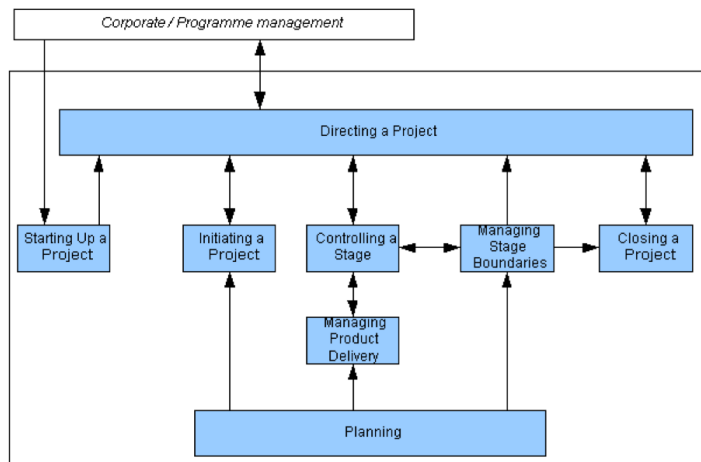 Corporate / Programme management
Directing a Project
Starting Up a
Project
Initiating a
Project
Controlling a
Stage
Managing
Stage
Boundaries
Closing a
Project
Managing
Product
Delivery
Planning